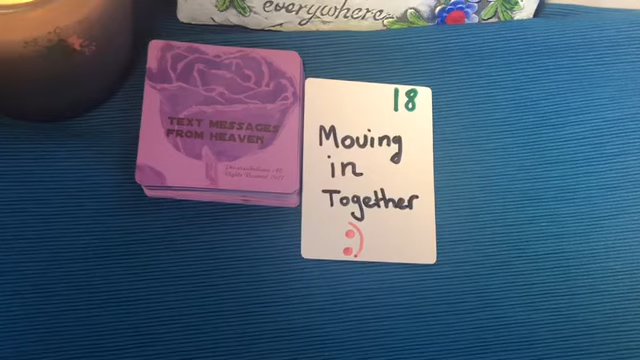 everywhere
TEXT MESSAGES
FROM HEAVEN
18
Moving
in
Together
:)